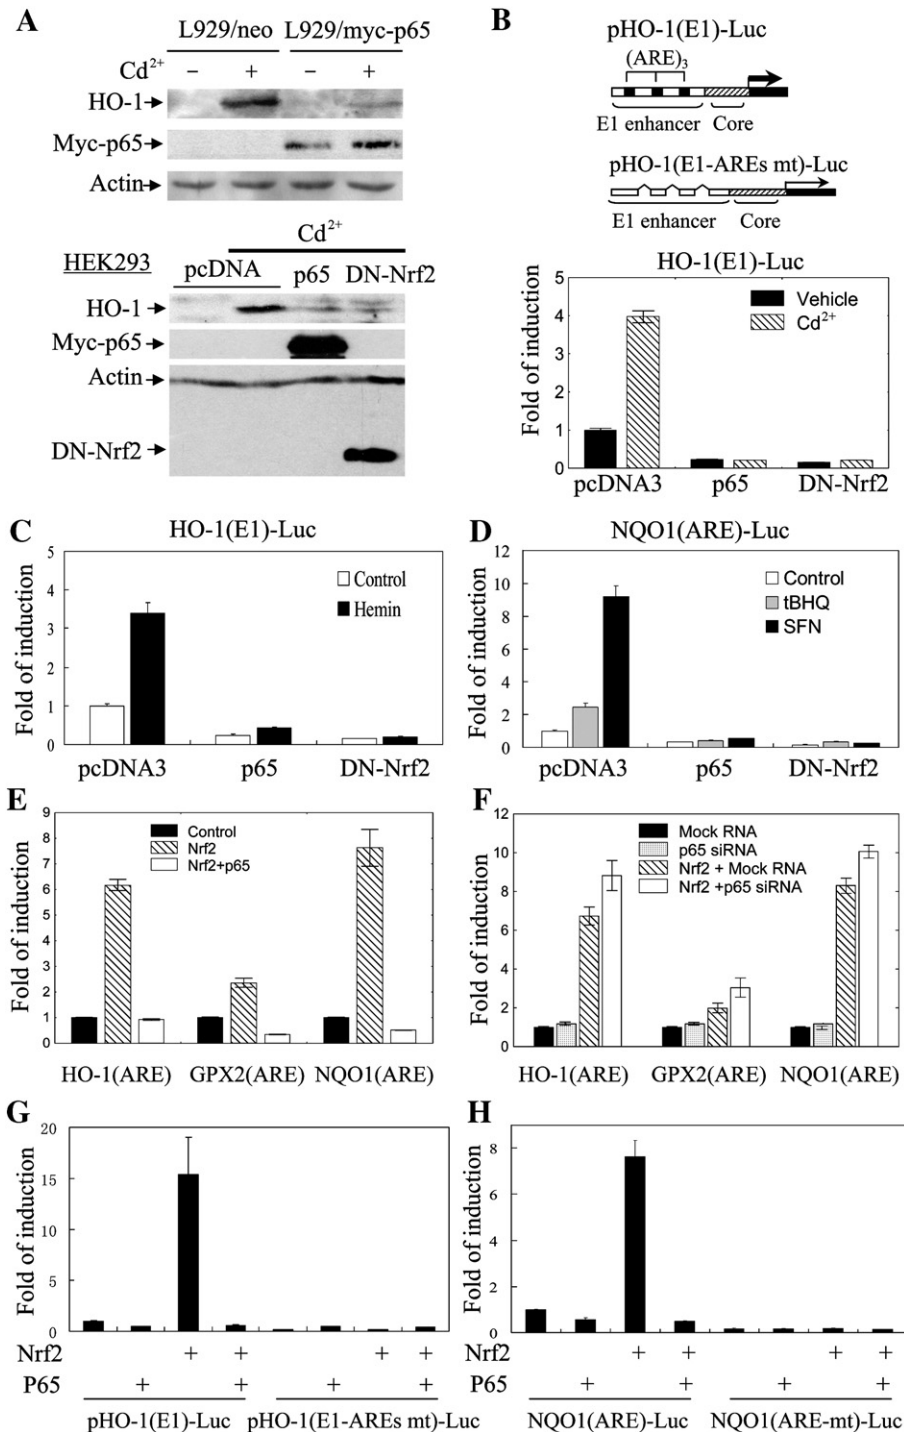 A
L929/neo L929/myc-p65
Cd2+ − + − +
HO-1
Myc-p65
Actin
Cd2+
HEK293 pcDNA p65 DN-Nrf2
HO-1
Myc-p65
Actin
DN-Nrf2
B
pHO-1(E1)-Luc
(ARE)3
E1 enhancer Core
pHO-1(E1-AREs mt)-Luc
E1 enhancer Core
HO-1(E1)-Luc
Fold of induction
5
4
3
2
1
0
Vehicle
Cd2+
pcDNA3 p65 DN-Nrf2
C
HO-1(E1)-Luc
Fold of induction
5
4
3
2
1
0
Control
Hemin
pcDNA3 p65 DN-Nrf2
D
NQO1(ARE)-Luc
Fold of induction
12
10
8
6
4
2
0
Control
tBHQ
SFN
pcDNA3 p65 DN-Nrf2
E
Fold of induction
9
8
7
6
5
4
3
2
1
0
Control
Nrf2
Nrf2+p65
HO-1(ARE) GPX2(ARE) NQO1(ARE)
F
Fold of induction
12
10
8
6
4
2
0
Mock RNA
p65 siRNA
Nrf2 + Mock RNA
Nrf2 +p65 siRNA
HO-1(ARE) GPX2(ARE) NQO1(ARE)
G
Fold of induction
20
15
10
5
0
Nrf2 + + + +
P65 + + + +
pHO-1(E1)-Luc pHO-1(E1-AREs mt)-Luc
H
Fold of induction
8
6
4
2
0
Nrf2 + + + +
P65 + + + +
NQO1(ARE)-Luc NQO1(ARE-mt)-Luc